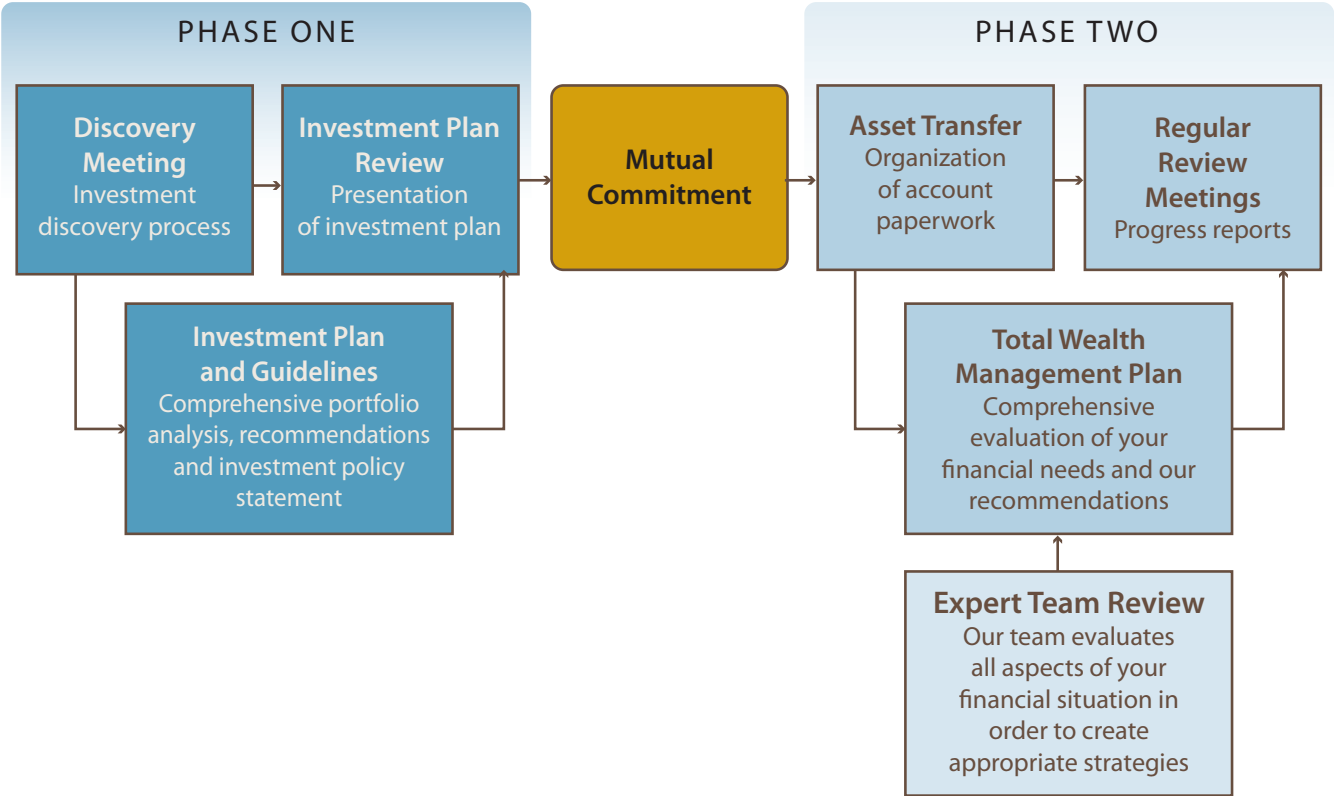 PHASE ONE
Discovery
Meeting
Investment
discovery process
Investment Plan
Review
Presentation
of investment plan
Investment Plan
and Guidelines
Comprehensive portfolio
analysis, recommendations
and investment policy
statement
Mutual
Commitment
PHASE TWO
Asset Transfer
Organization
of account
paperwork
Regular
Review
Meetings
Progress reports
Total Wealth
Management Plan
Comprehensive
evaluation of your
financial needs and our
recommendations
Expert Team Review
Our team evaluates
all aspects of your
financial situation in
order to create
appropriate strategies